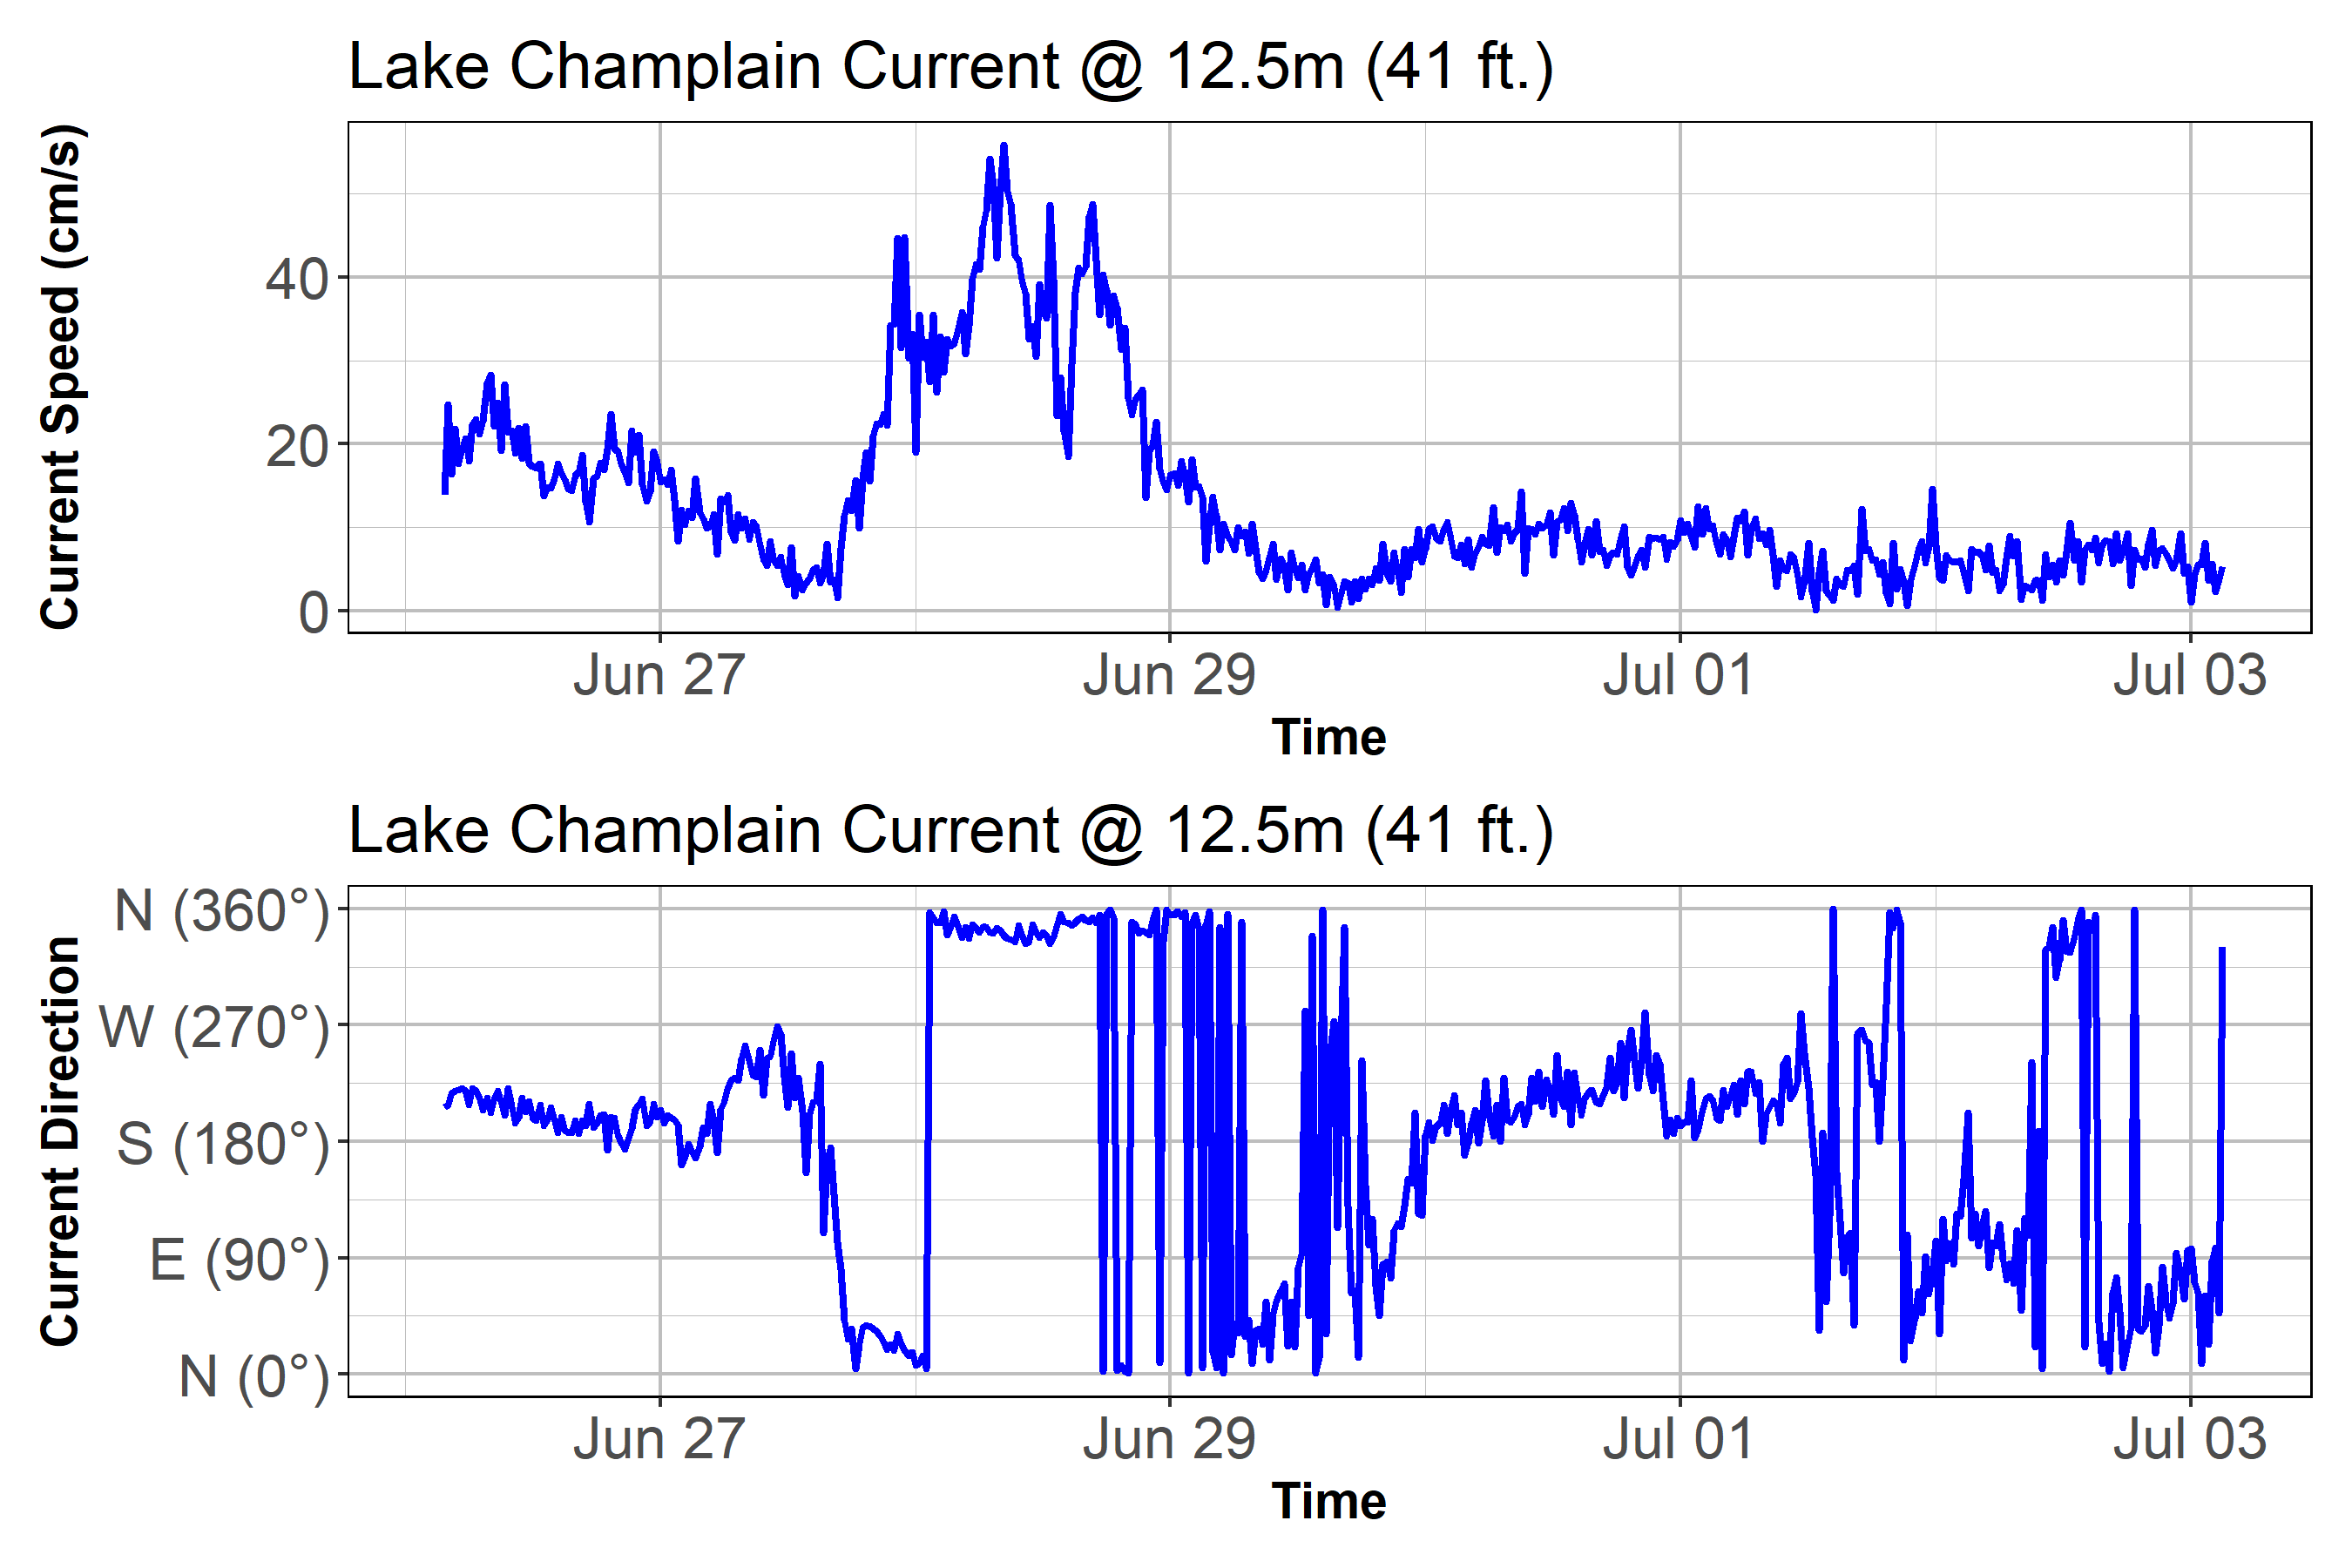 Lake Champlain Current @ 12.5m (41 ft.)
Current Speed (cm/s)
40
20
0
Jun 27 Jun 29 Jul 01 Jul 03
Time
Lake Champlain Current @ 12.5m (41 ft.)
Current Direction
N (360°)
W (270°)
S (180°)
E (90°)
N (0°)
Jun 27 Jun 29 Jul 01 Jul 03
Time